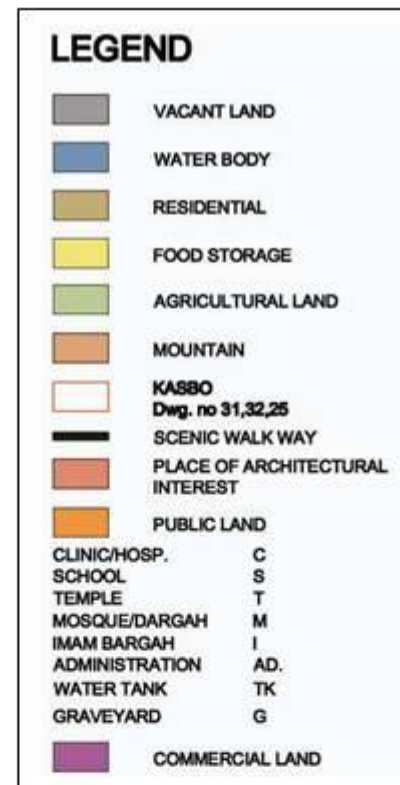 LEGEND
VACANT LAND
WATER BODY
RESIDENTIAL
FOOD STORAGE
AGRICULTURAL LAND
MOUNTAIN
KASBO
Dwg. no 31,32,25
SCENIC WALK WAY
PLACE OF ARCHITECTURAL
INTEREST
PUBLIC LAND
CLINIC/HOSP. C
SCHOOL S
TEMPLE T
MOSQUE/DARGAH M
IMAM BARGAH I
ADMINISTRATION AD.
WATER TANK TK
GRAVEYARD G
COMMERCIAL LAND